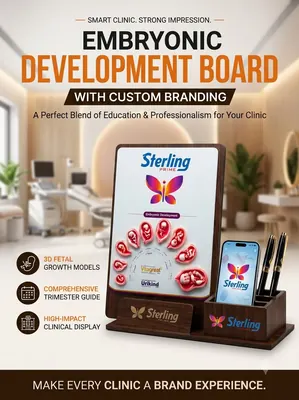 SMART CLINIC. STRONG IMPRESSION.
EMBRYONIC
DEVELOPMENT BOARD
WITH CUSTOM BRANDING
A Perfect Blend of Education & Professionalism for Your Clinic
Sterling
PRIME
Embryonic Development
Uriking
3D FETAL
GROWTH MODELS
COMPREHENSIVE
TRIMESTER GUIDE
HIGH-IMPACT
CLINICAL DISPLAY
Sterling
Sterling
Sterling
MAKE EVERY CLINIC A BRAND EXPERIENCE.